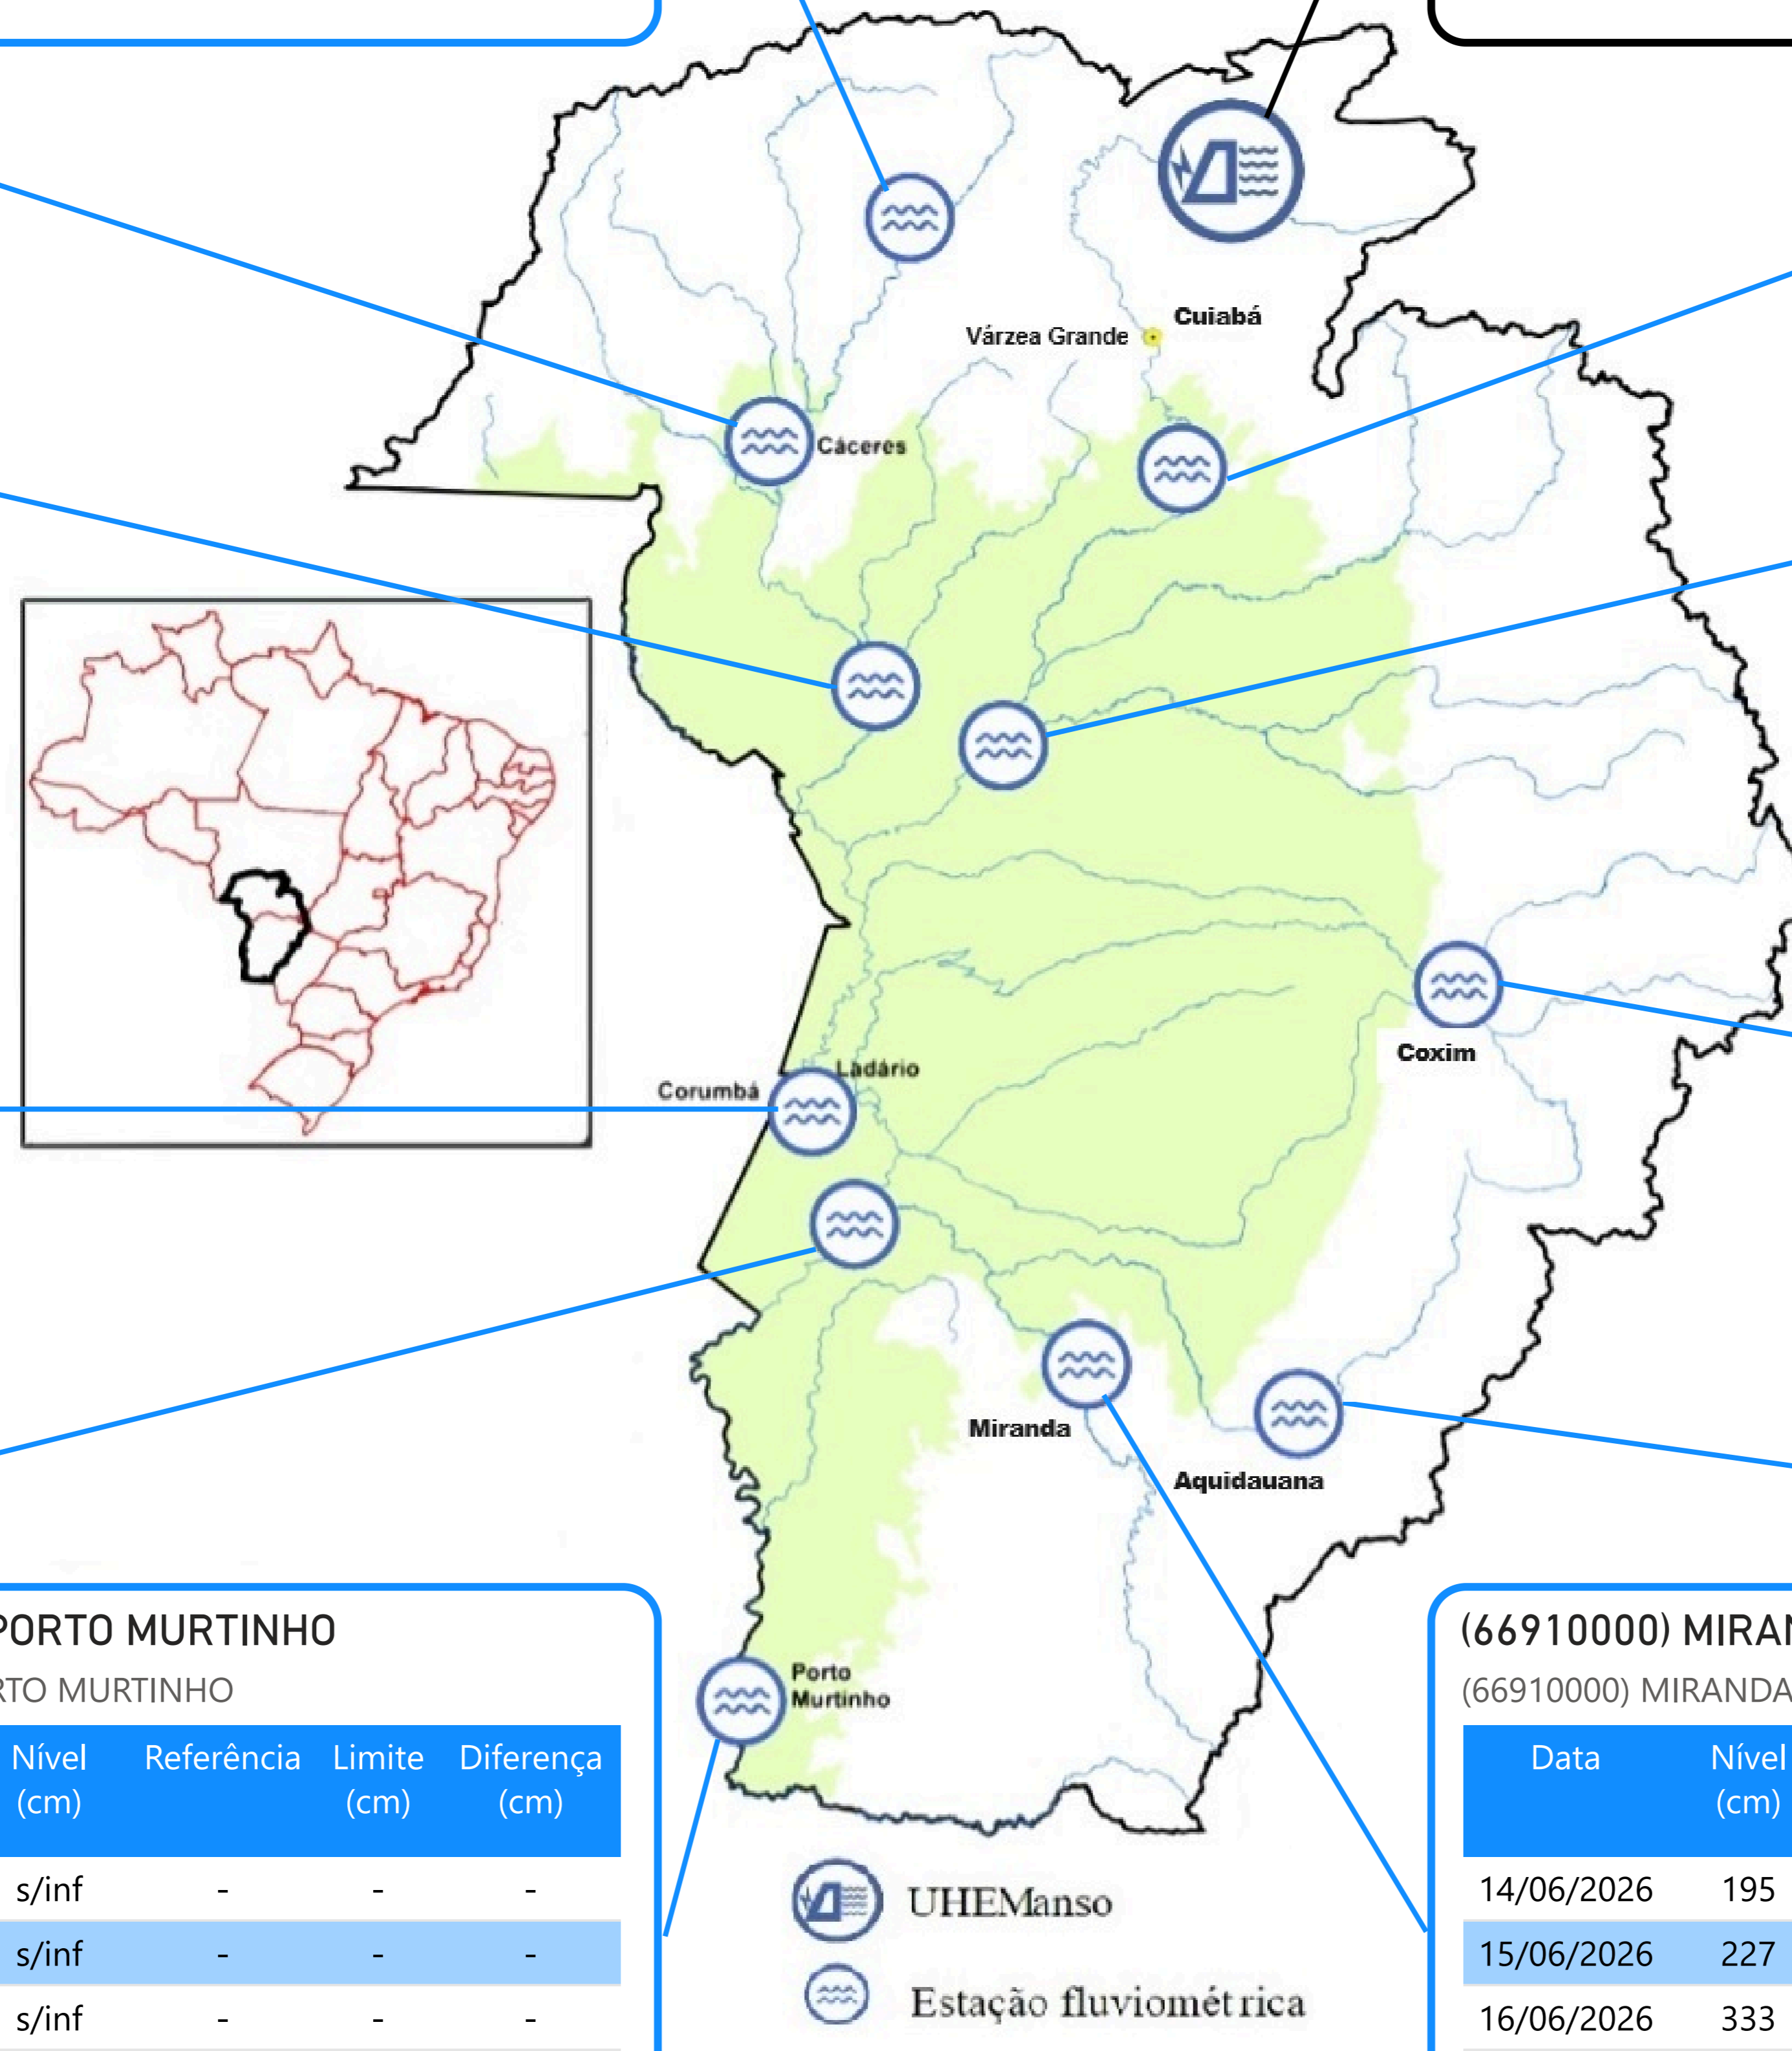 Cuiabá
Várzea Grande
Cáceres
Coxim
Ladário
Corumbá
Miranda
Aquidauana
PORTO MURTINHO
RTO MURTINHO
Nível Referência Limite Diferença
(cm) (cm) (cm)
s/inf - - -
s/inf - - -
s/inf - - -
Porto
Murtinho
UHEManso
Estação fluviométrica
(66910000) MIRAN
(66910000) MIRANDA
Data Nível
(cm)
14/06/2026 195
15/06/2026 227
16/06/2026 333